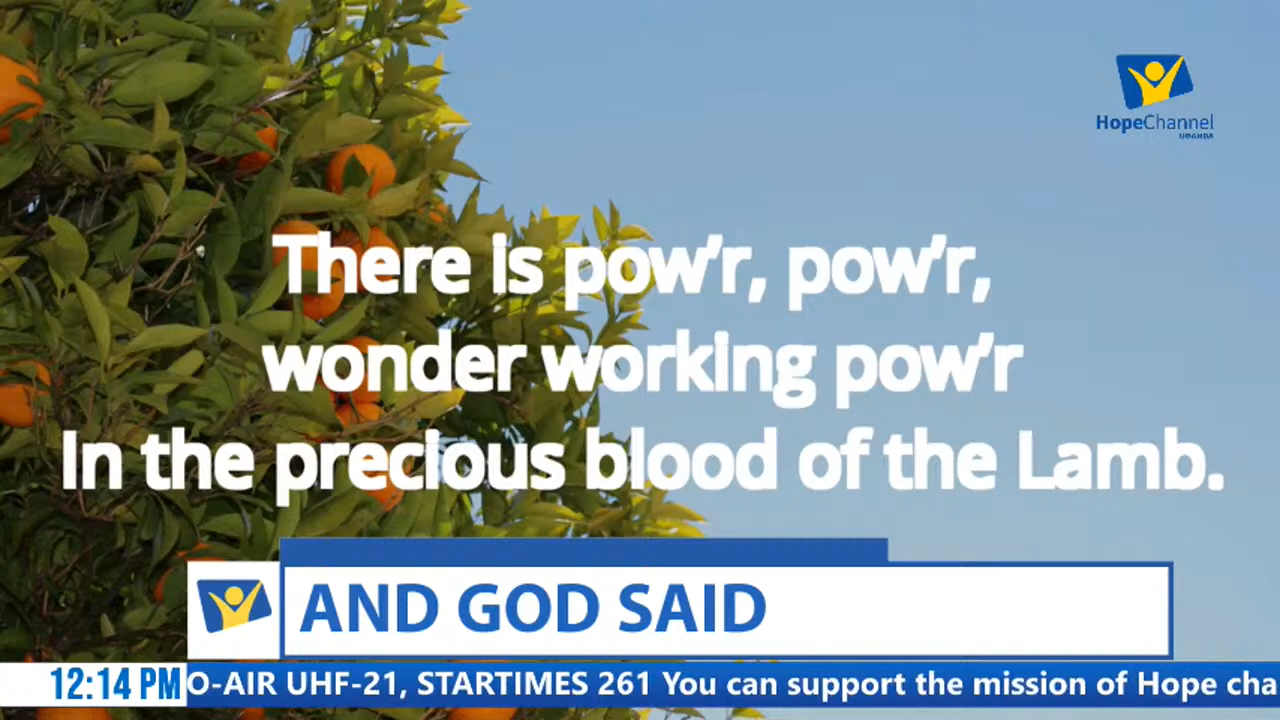 HopeChannel
UGANDA
There is pow'r, pow'r,
wonder working pow'r
In the precious blood of the Lamb.
AND GOD SAID
12:14 PM
O-AIR UHF-21, STARTIMES 261 You can support the mission of Hope cha